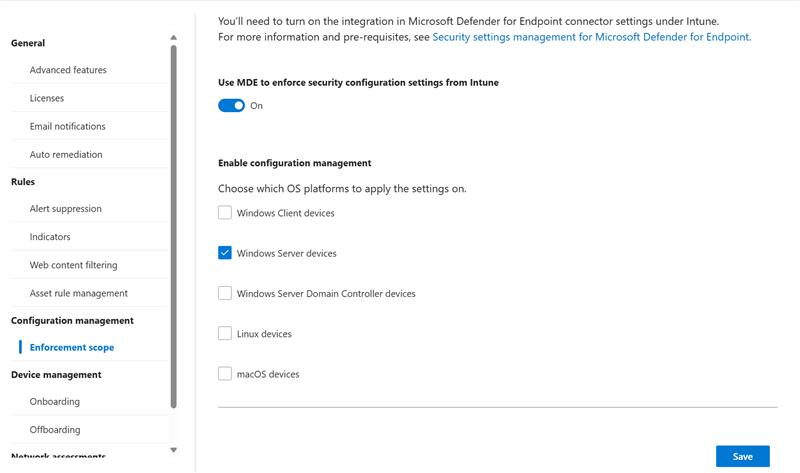 General
Advanced features
Licenses
Email notifications
Auto remediation
Rules
Alert suppression
Indicators
Web content filtering
Asset rule management
Configuration management
Enforcement scope
Device management
Onboarding
Offboarding
Network assessments
You'll need to turn on the integration in Microsoft Defender for Endpoint connector settings under Intune.
For more information and pre-requisites, see Security settings management for Microsoft Defender for Endpoint.
Use MDE to enforce security configuration settings from Intune
On
Enable configuration management
Choose which OS platforms to apply the settings on.
Windows Client devices
Windows Server devices
Windows Server Domain Controller devices
Linux devices
macOS devices
Save